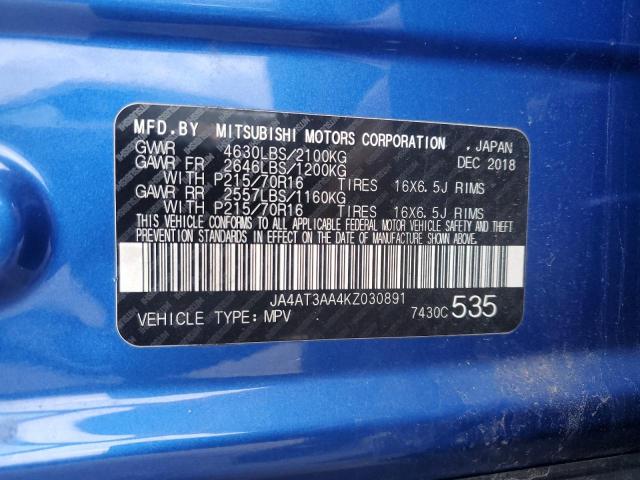 MFD.BY MITSUBISHI MOTORS CORPORATION , JAPAN
GVWR 4630LBS/2100KG DEC 2018
GAWR FR 2646LBS/1200KG
WITH P215/70R16 TIRES 16X6.5J RIMS
GAWR RR 2557LBS/1160KG
WITH P215/70R16 TIRES 16X6.5J RIMS
THIS VEHICLE CONFORMS TO ALL APPLICABLE FEDERAL MOTOR VEHICLE SAFETY AND THEFT
PREVENTION STANDARDS IN EFFECT ON THE DATE OF MANUFACTURE SHOWN ABOVE.
JA4AT3AA4KZ030891
VEHICLE TYPE:MPV 7430C 535